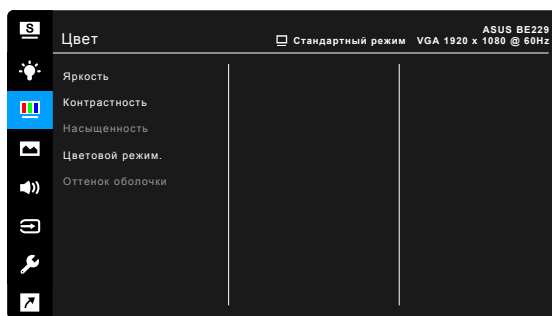 S
ASUS BE229
Цвет
Стандартный режим VGA 1920 x 1080 @ 60Hz
Яркость
Контрастность
Насыщенность
Цветовой режим.
Оттенок оболочки